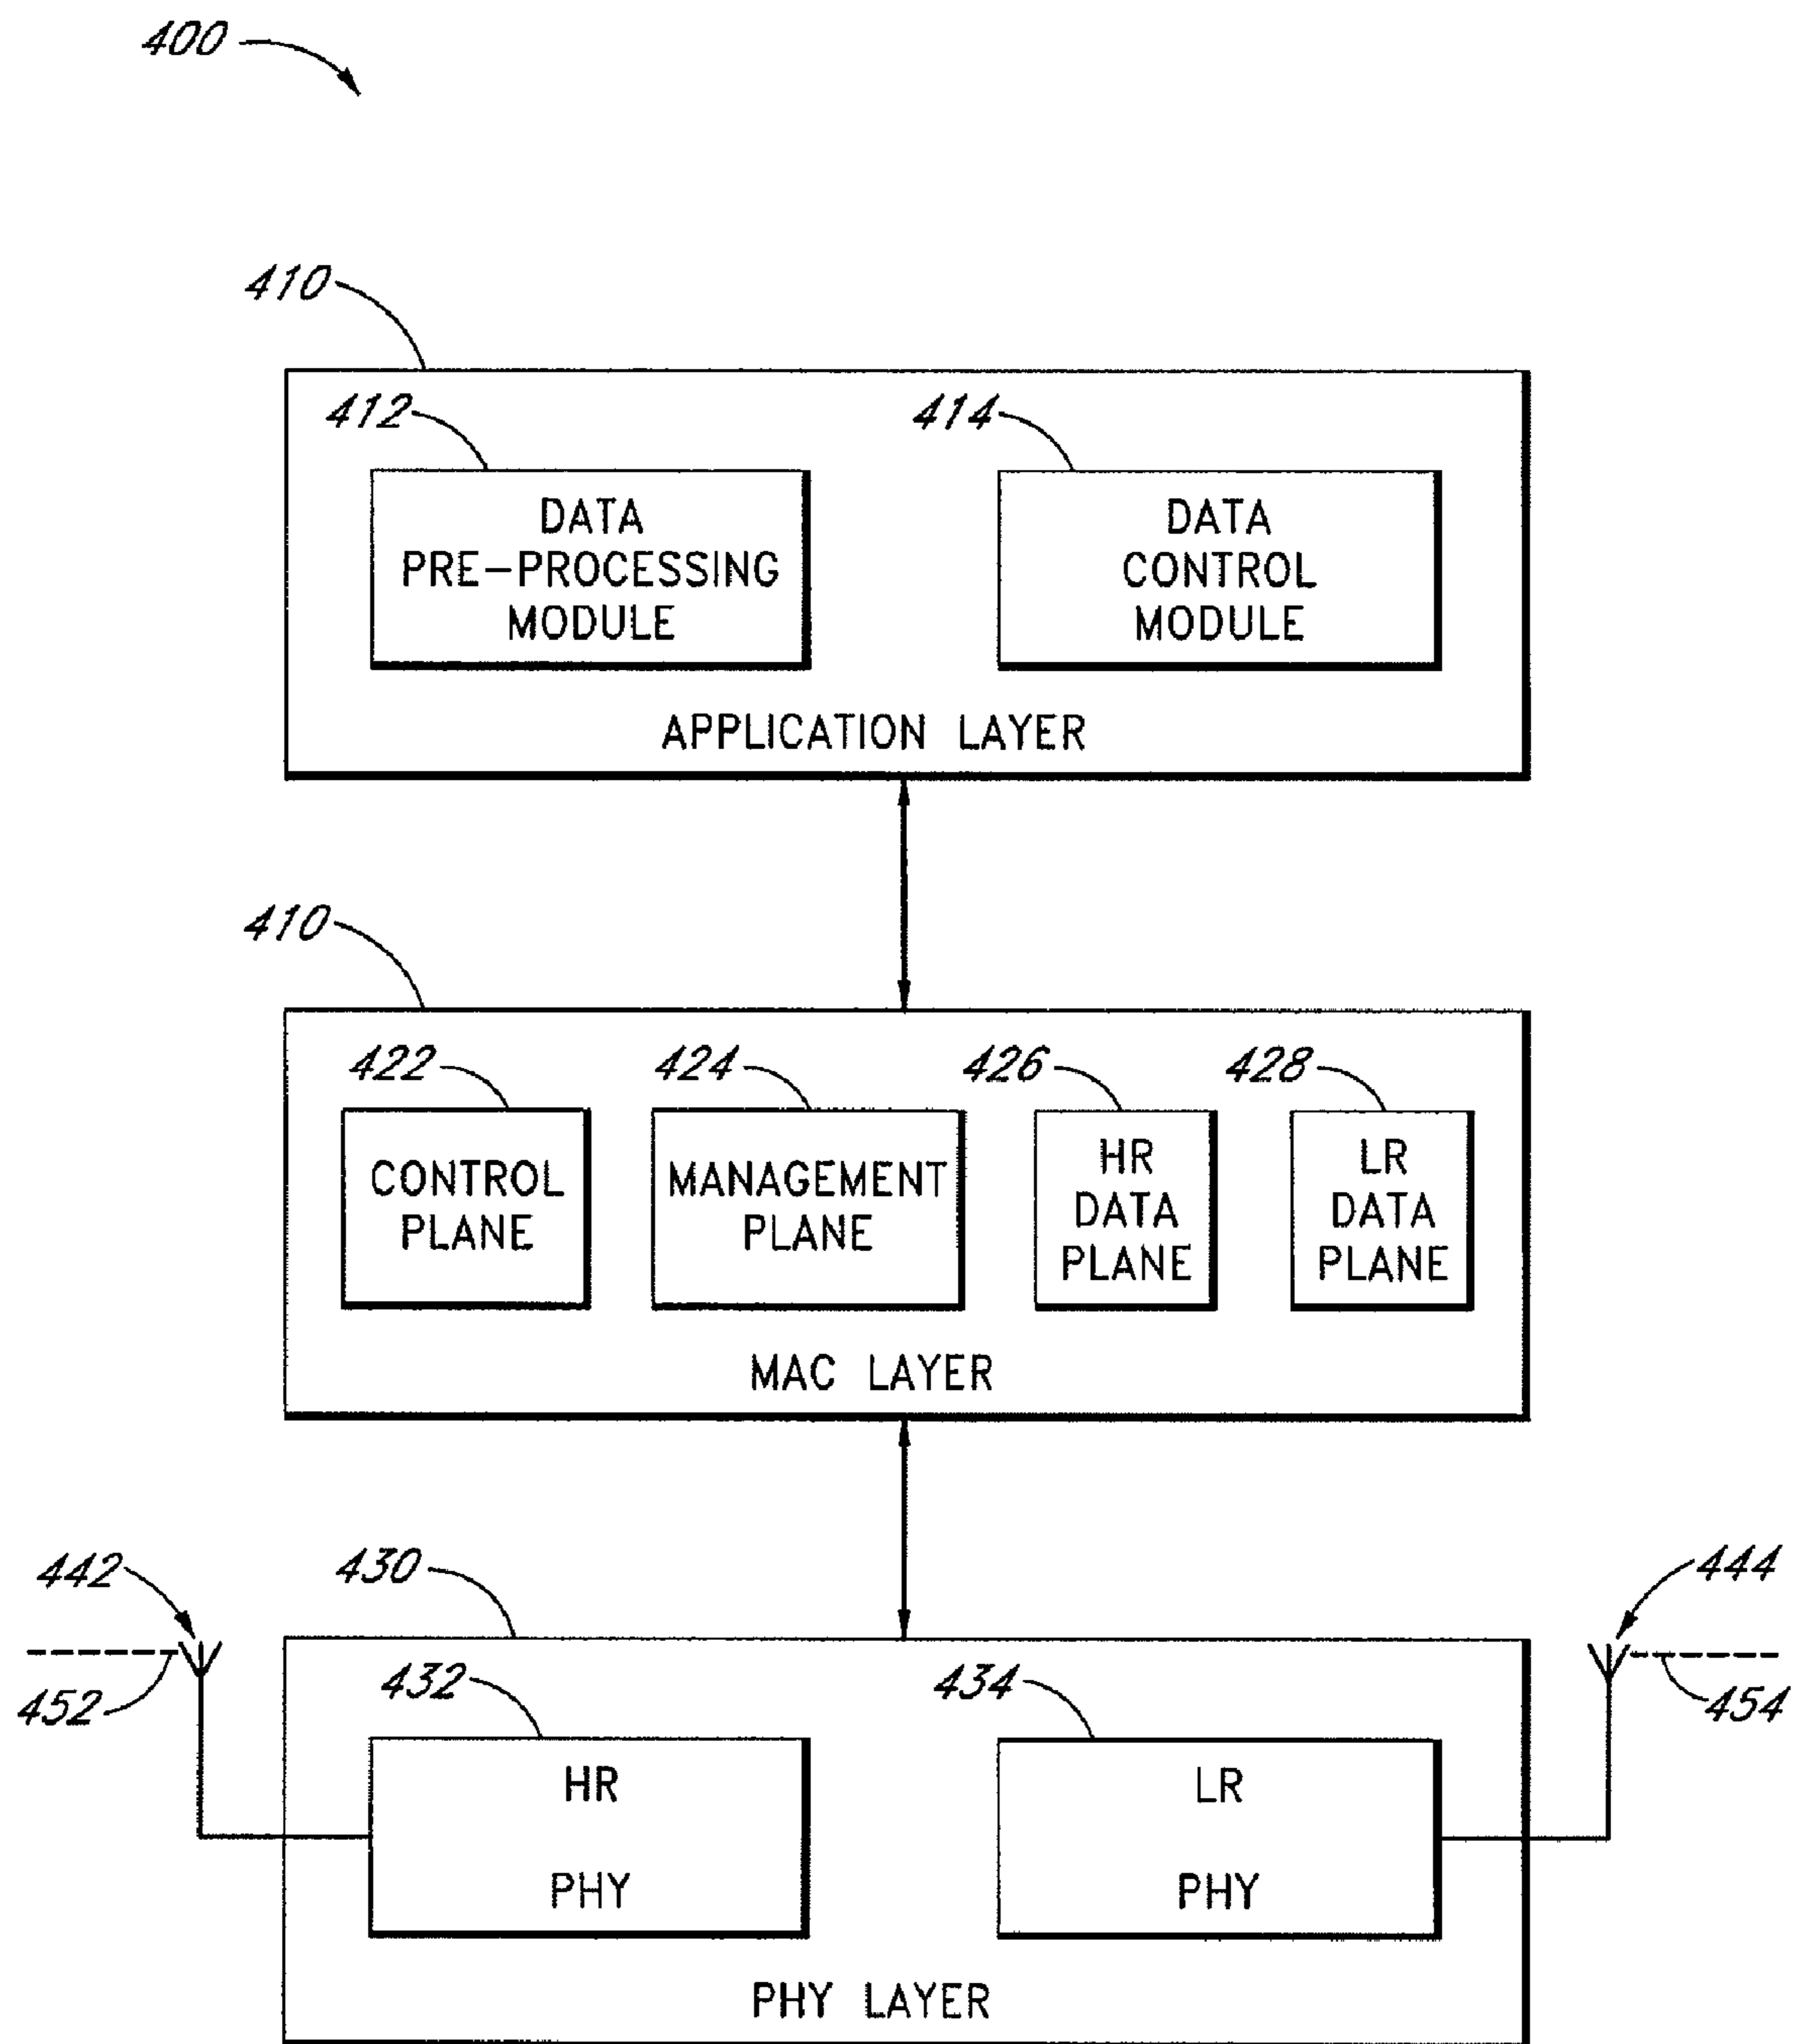 400
410
412
414
DATA
PRE-PROCESSING
MODULE
DATA
CONTROL
MODULE
APPLICATION LAYER
410
422
424
426
428
CONTROL
PLANE
MANAGEMENT
PLANE
HR
DATA
PLANE
LR
DATA
PLANE
MAC LAYER
442
430
444
452
432
434
454
HR
PHY
LR
PHY
PHY LAYER